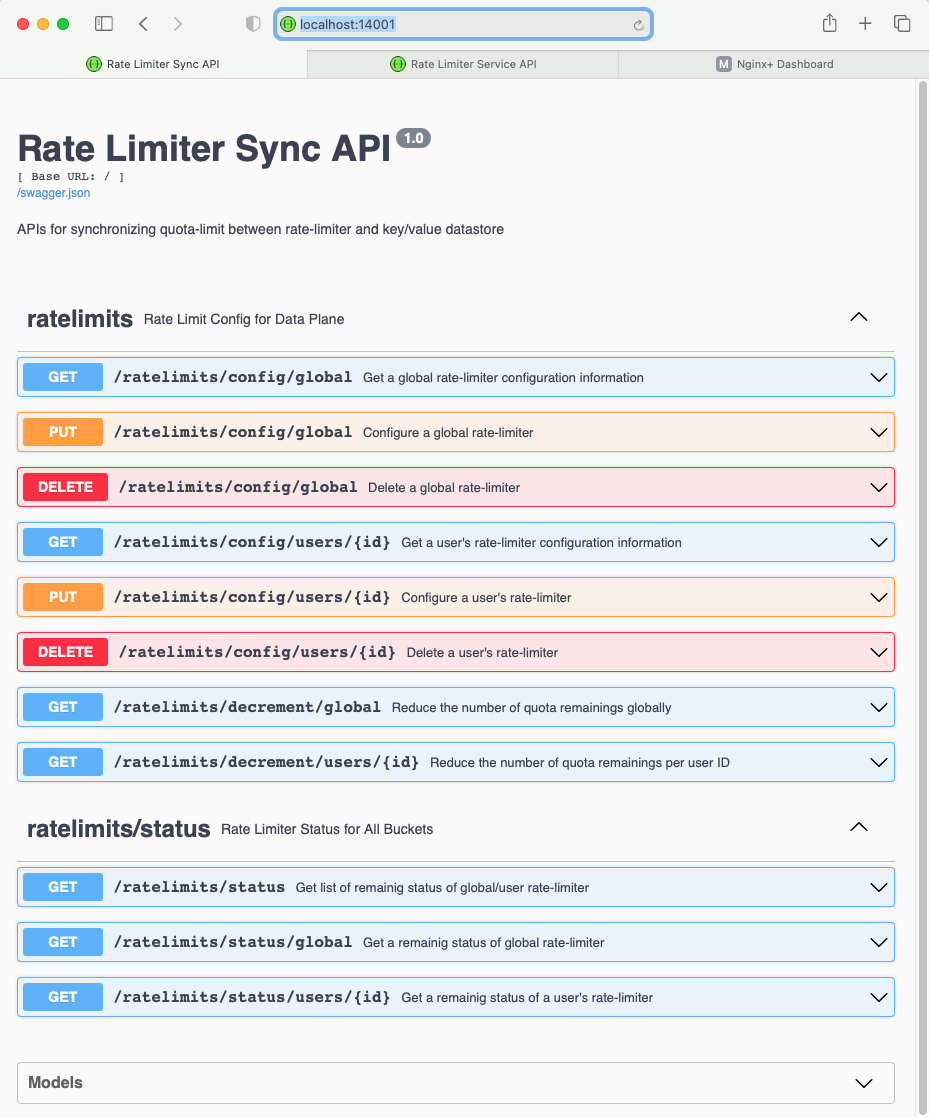 localhost:14001
Rate Limiter Sync API
Rate Limiter Service API
M Nginx+ Dashboard
Rate Limiter Sync API 1.0
[ Base URL: / ]
/swagger.json
APIs for synchronizing quota-limit between rate-limiter and key/value datastore
ratelimits Rate Limit Config for Data Plane
GET /ratelimits/config/global Get a global rate-limiter configuration information
PUT /ratelimits/config/global Configure a global rate-limiter
DELETE /ratelimits/config/global Delete a global rate-limiter
GET /ratelimits/config/users/{id} Get a user's rate-limiter configuration information
PUT /ratelimits/config/users/{id} Configure a user's rate-limiter
DELETE /ratelimits/config/users/{id} Delete a user's rate-limiter
GET /ratelimits/decrement/global Reduce the number of quota remainings globally
GET /ratelimits/decrement/users/{id} Reduce the number of quota remainings per user ID
ratelimits/status Rate Limiter Status for All Buckets
GET /ratelimits/status Get list of remainig status of global/user rate-limiter
GET /ratelimits/status/global Get a remainig status of global rate-limiter
GET /ratelimits/status/users/{id} Get a remainig status of a user's rate-limiter
Models